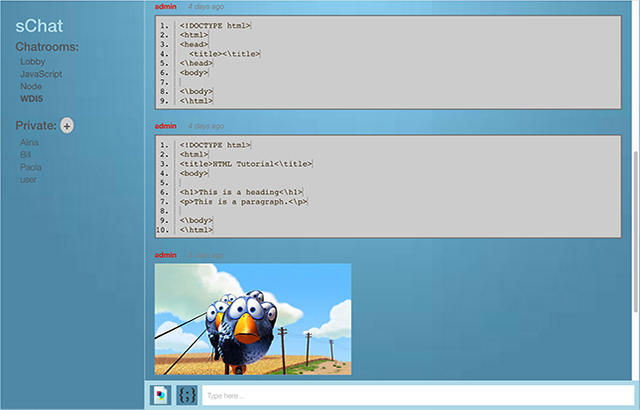 sChat
Chatrooms:
Lobby
JavaScript
Node
WDI5
Private: +
Alina
Bill
Paola
user
admin 4 days ago
1. <!DOCTYPE html>
2. <html>
3. <head>
4. <title><\title>
5. <\head>
6. <body>
7.
8. <\body>
9. <\html>
admin 4 days ago
1. <!DOCTYPE html>
2. <html>
3. <title>HTML Tutorial<\title>
4. <body>
5.
6. <h1>This is a heading<\h1>
7. <p>This is a paragraph.<\p>
8.
9. <\body>
10. <\html>
admin 4 days ago
{;}
Type here...